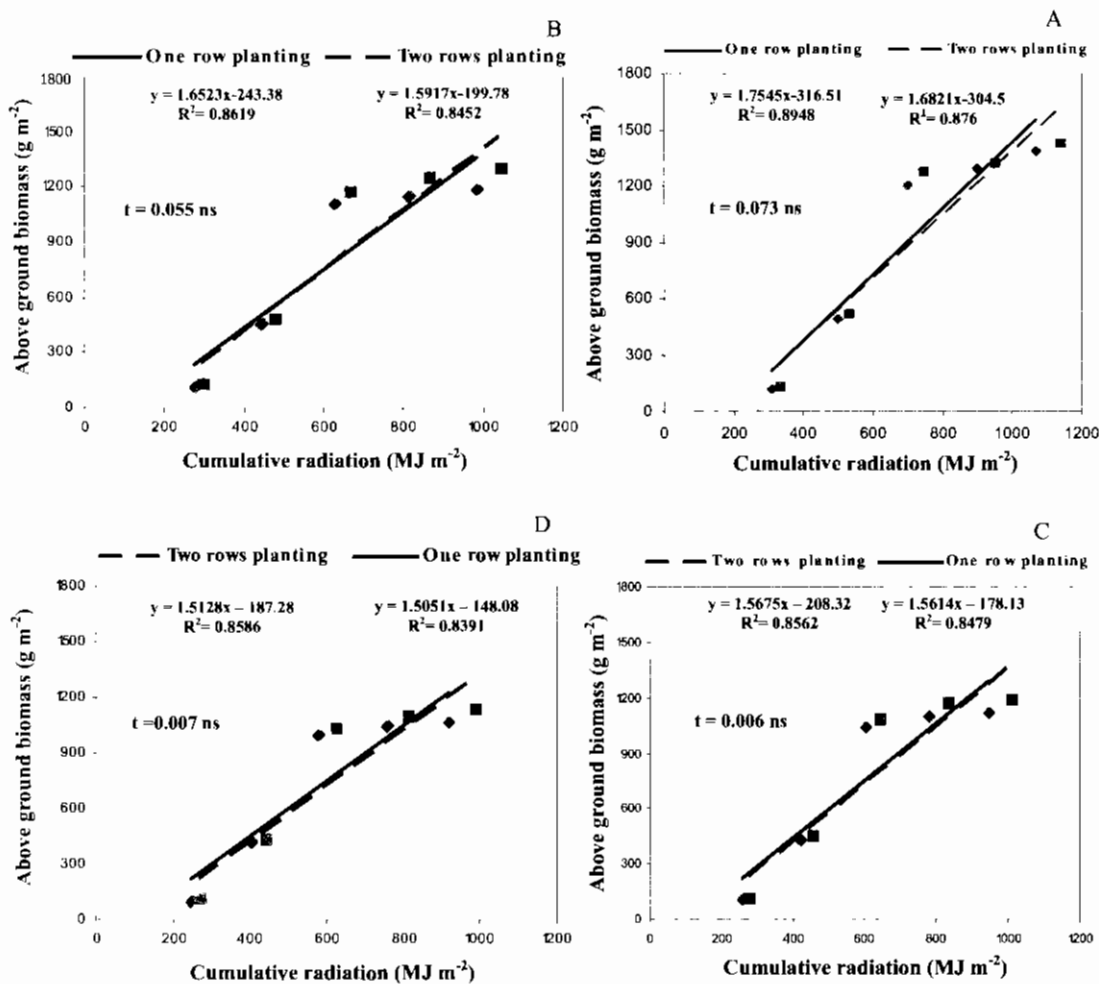 B
One row planting Two rows planting
1800
1500
1200
900
600
300
0
y = 1.6523x-243.38
R²= 0.8619
y = 1.5917x-199.78
R²= 0.8452
t = 0.055 ns
0 200 400 600 800 1000 1200
Above ground biomass (g m⁻²)
Cumulative radiation (MJ m⁻²)
A
One row planting Two rows planting
1800
1500
1200
900
600
300
0
y = 1.7545x-316.51
R²= 0.8948
y = 1.6821x-304.5
R²= 0.876
t = 0.073 ns
0 200 400 600 800 1000 1200
Above ground biomass (g m⁻²)
Cumulative radiation (MJ m⁻²)
D
Two rows planting One row planting
1800
1500
1200
900
600
300
0
y = 1.5128x – 187.28
R²= 0.8586
y = 1.5051x – 148.08
R²= 0.8391
t =0.007 ns
0 200 400 600 800 1000 1200
Above ground biomass (g m⁻²)
Cumulative radiation (MJ m⁻²)
C
Two rows planting One row planting
1800
1500
1200
900
600
300
0
y = 1.5675x – 208.32
R²= 0.8562
y = 1.5614x – 178.13
R²= 0.8479
t = 0.006 ns
0 200 400 600 800 1000 1200
Above ground biomass (g m⁻²)
Cumulative radiation (MJ m⁻²)